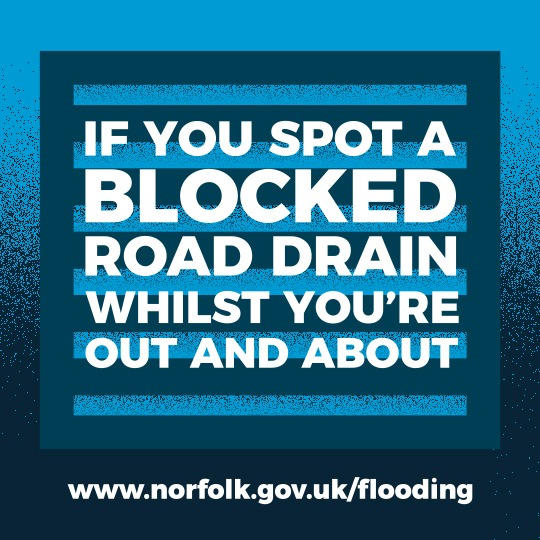 IF YOU SPOT A
BLOCKED
ROAD DRAIN
WHILST YOU'RE
OUT AND ABOUT
www.norfolk.gov.uk/flooding